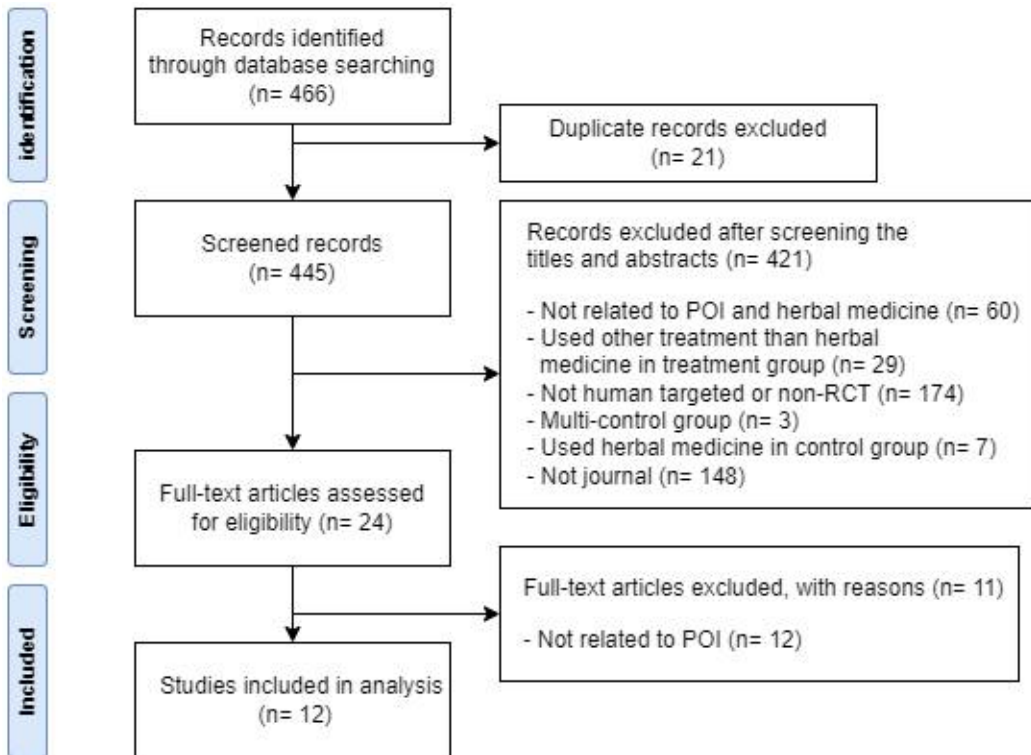 identification
Records identified
through database searching
(n= 466)
Duplicate records excluded
(n= 21)
Screening
Screened records
(n= 445)
Records excluded after screening the
titles and abstracts (n= 421)
- Not related to POI and herbal medicine (n= 60)
- Used other treatment than herbal
medicine in treatment group (n= 29)
- Not human targeted or non-RCT (n= 174)
- Multi-control group (n= 3)
- Used herbal medicine in control group (n= 7)
- Not journal (n= 148)
Eligibility
Full-text articles assessed
for eligibility (n= 24)
Full-text articles excluded, with reasons (n= 11)
- Not related to POI (n= 12)
Included
Studies included in analysis
(n= 12)